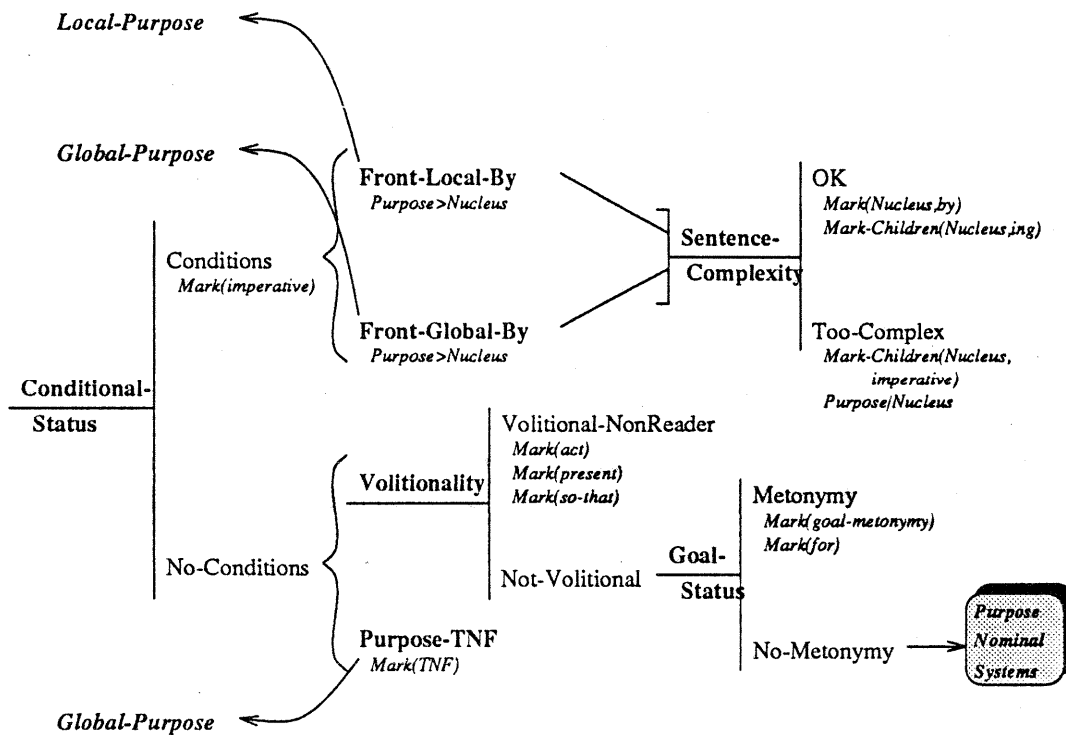 Local-Purpose
Global-Purpose
Front-Local-By
Purpose>Nucleus
OK
Mark(Nucleus,by)
Mark-Children(Nucleus,ing)
Sentence-
Complexity
Conditions
Mark(imperative)
Front-Global-By
Purpose>Nucleus
Too-Complex
Mark-Children(Nucleus,
imperative)
Purpose/Nucleus
Conditional-
Status
Volitional-NonReader
Mark(act)
Mark(present)
Mark(so-that)
Volitionality
Metonymy
Mark(goal-metonymy)
Mark(for)
No-Conditions
Not-Volitional
Goal-
Status
Purpose
Nominal
Systems
No-Metonymy
Purpose-TNF
Mark(TNF)
Global-Purpose